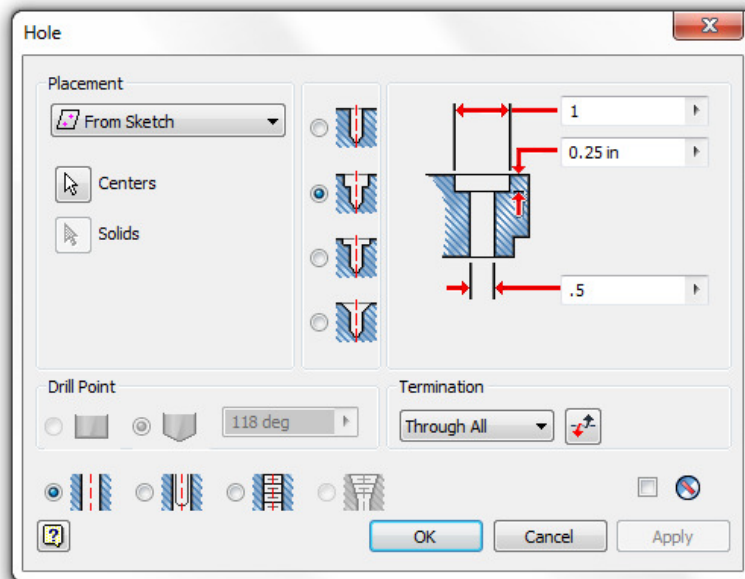 Hole
Placement
From Sketch
Centers
Solids
1
0.25 in
.5
Drill Point
118 deg
Termination
Through All
?
OK
Cancel
Apply